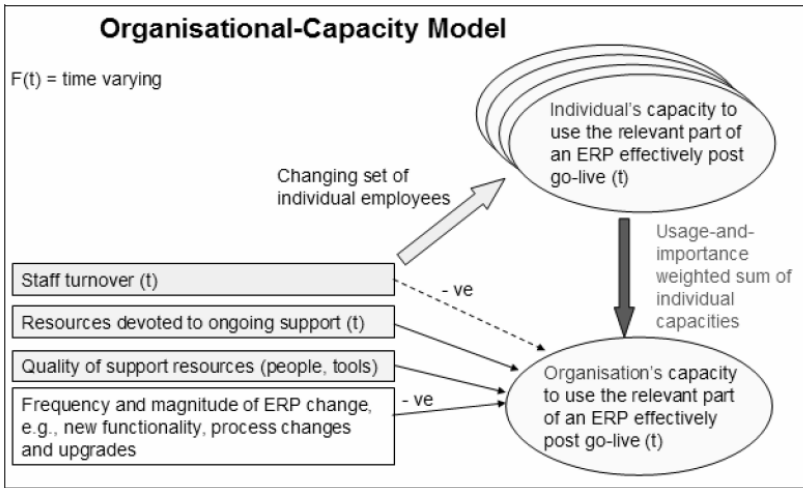 Organisational-Capacity Model
F(t) = time varying
Individual's capacity to
use the relevant part of
an ERP effectively post
go-live (t)
Changing set of
individual employees
Usage-and-
importance
weighted sum of
individual
capacities
Staff turnover (t)
- ve
Resources devoted to ongoing support (t)
Quality of support resources (people, tools)
Frequency and magnitude of ERP change,
e.g., new functionality, process changes
and upgrades
- ve
Organisation's capacity
to use the relevant part
of an ERP effectively
post go-live (t)